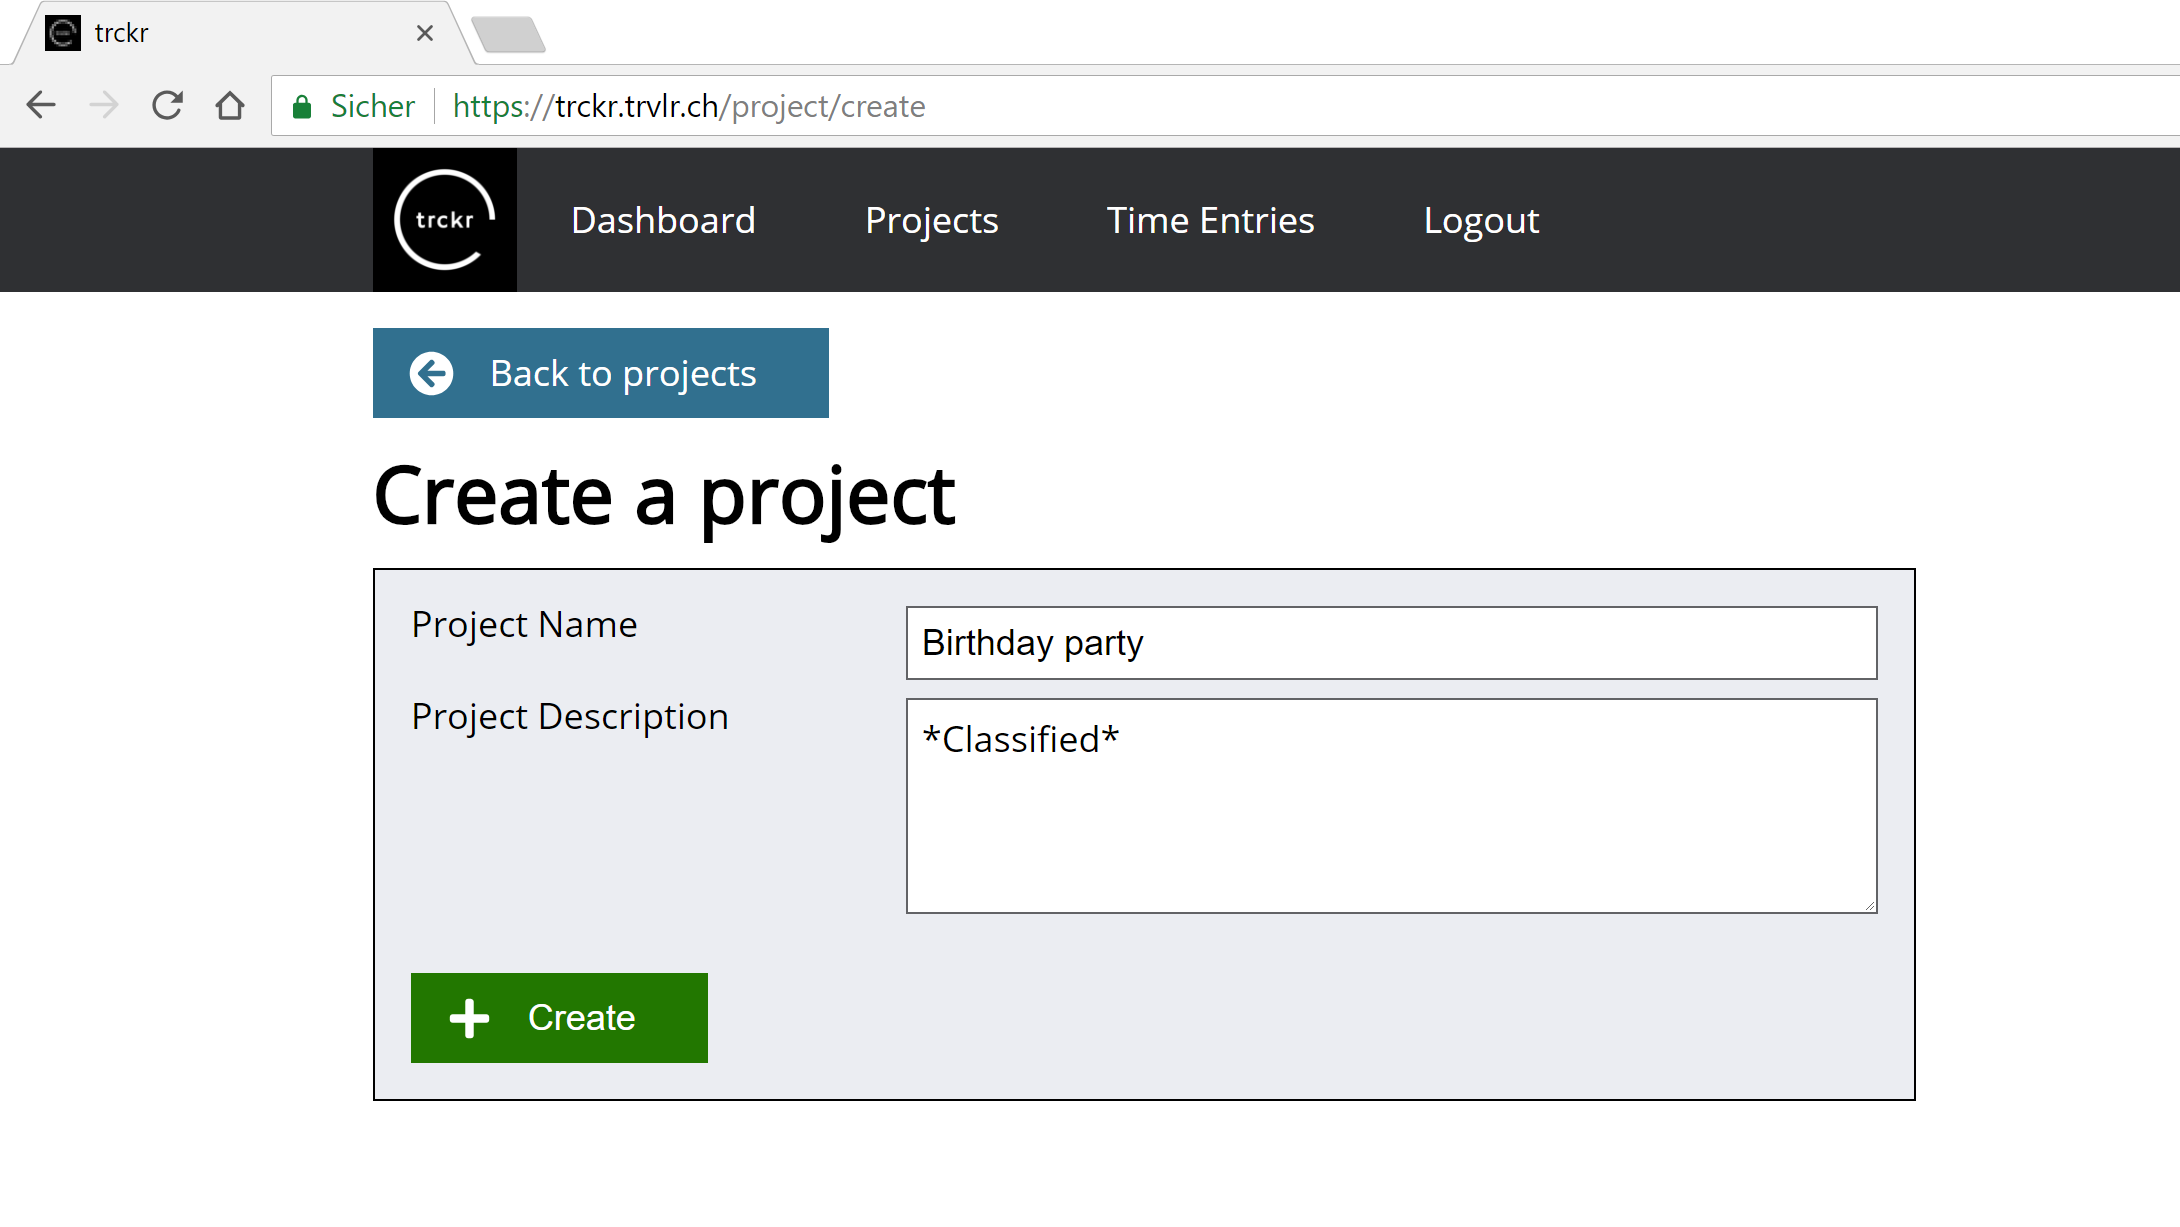 trckr
Sicher https://trckr.trvlr.ch/project/create
trckr Dashboard Projects Time Entries Logout
Back to projects
Create a project
Project Name Birthday party
Project Description *Classified*
Create